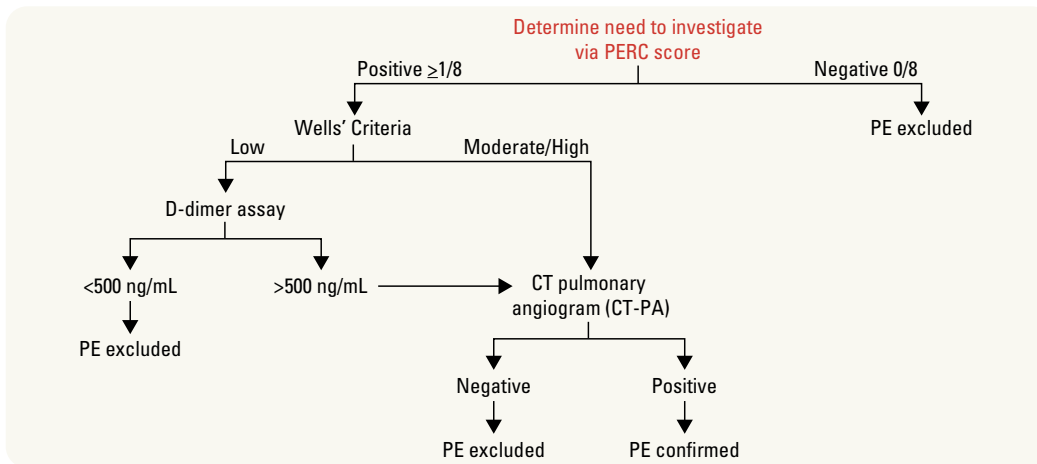 Determine need to investigate
via PERC score
Positive ≥1/8
Negative 0/8
Wells’ Criteria
PE excluded
Low
Moderate/High
D-dimer assay
<500 ng/mL
>500 ng/mL
CT pulmonary
angiogram (CT-PA)
PE excluded
Negative
Positive
PE excluded
PE confirmed